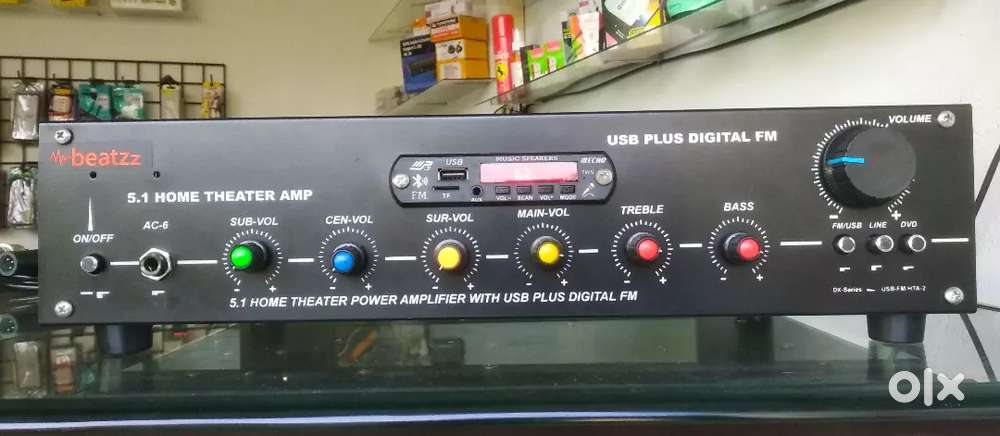 beatzz
USB PLUS DIGITAL FM
VOLUME
5.1 HOME THEATER AMP
USB
MUSIC SPEAKERS
FM
TF
AUX
VOL-
SCAN
VOL+
MODE
TWS
ON/OFF
AC-6
SUB-VOL
CEN-VOL
SUR-VOL
MAIN-VOL
TREBLE
BASS
- +
- +
- +
- +
- +
- +
- +
FM/USB
LINE
DVD
5.1 HOME THEATER POWER AMPLIFIER WITH USB PLUS DIGITAL FM
DX-Series
USB-FM HTA-2
olx